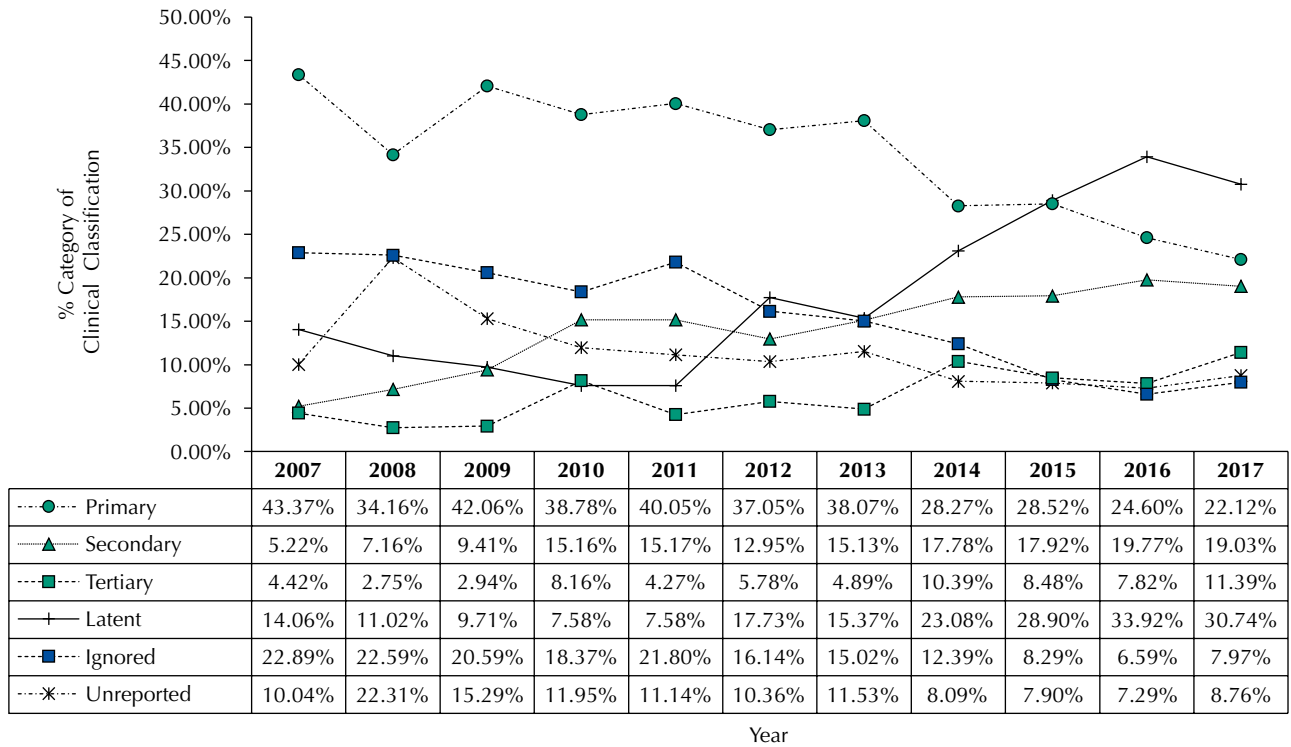 50.00%
45.00%
40.00%
35.00%
30.00%
25.00%
20.00%
15.00%
10.00%
5.00%
0.00%
% Category of
Clinical Classification
2007 2008 2009 2010 2011 2012 2013 2014 2015 2016 2017
Primary 43.37% 34.16% 42.06% 38.78% 40.05% 37.05% 38.07% 28.27% 28.52% 24.60% 22.12%
Secondary 5.22% 7.16% 9.41% 15.16% 15.17% 12.95% 15.13% 17.78% 17.92% 19.77% 19.03%
Tertiary 4.42% 2.75% 2.94% 8.16% 4.27% 5.78% 4.89% 10.39% 8.48% 7.82% 11.39%
Latent 14.06% 11.02% 9.71% 7.58% 7.58% 17.73% 15.37% 23.08% 28.90% 33.92% 30.74%
Ignored 22.89% 22.59% 20.59% 18.37% 21.80% 16.14% 15.02% 12.39% 8.29% 6.59% 7.97%
Unreported 10.04% 22.31% 15.29% 11.95% 11.14% 10.36% 11.53% 8.09% 7.90% 7.29% 8.76%
Year